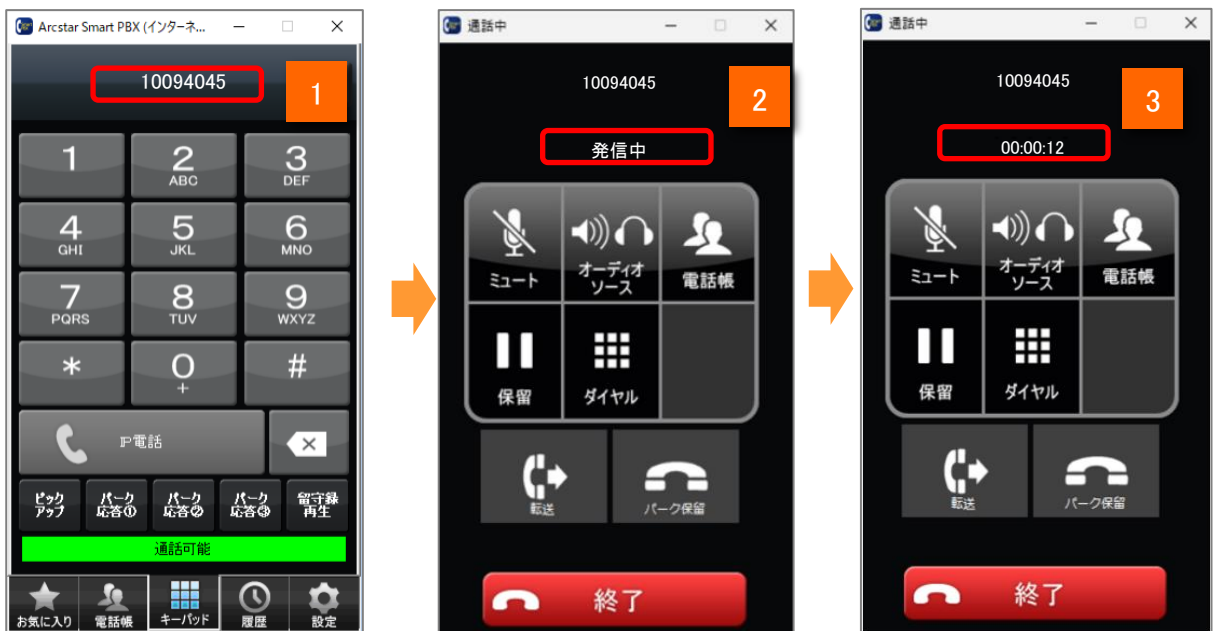 Arcstar Smart PBX (インターネ...
10094045
1
1
2
ABC
3
DEF
4
GHI
5
JKL
6
MNO
7
PQRS
8
TUV
9
WXYZ
*
0
+
#
IP電話
ピック
アップ
パーク
応答①
パーク
応答②
パーク
応答③
留守録
再生
通話可能
お気に入り
電話帳
キーパッド
履歴
設定
通話中
10094045
2
発信中
ミュート
オーディオ
ソース
電話帳
保留
ダイヤル
転送
パーク保留
終了
通話中
10094045
3
00:00:12
ミュート
オーディオ
ソース
電話帳
保留
ダイヤル
転送
パーク保留
終了